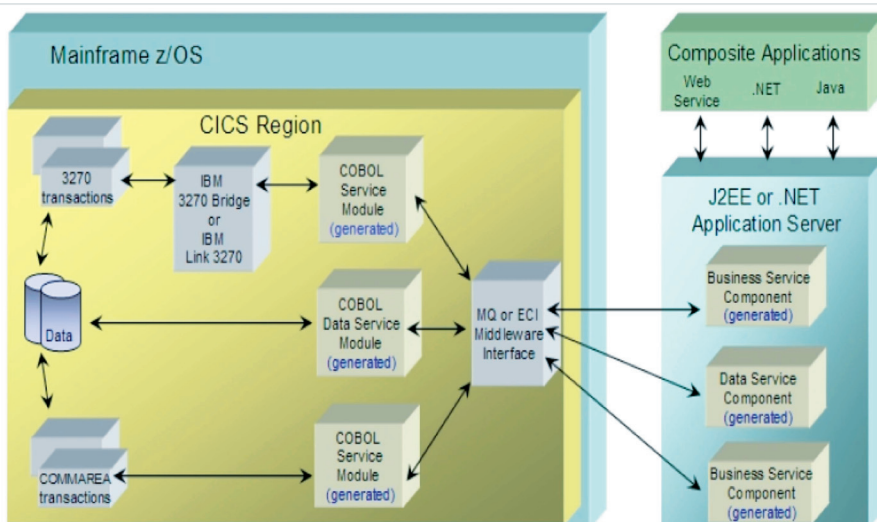 Mainframe z/OS
CICS Region
3270
transactions
IBM
3270 Bridge
or
IBM
Link 3270
COBOL
Service
Module
(generated)
Data
COBOL
Data Service
Module
(generated)
MQ or ECI
Middleware
Interface
COMMAREA
transactions
COBOL
Service
Module
(generated)
Composite Applications
Web
Service
.NET
Java
J2EE or .NET
Application Server
Business Service
Component
(generated)
Data Service
Component
(generated)
Business Service
Component
(generated)